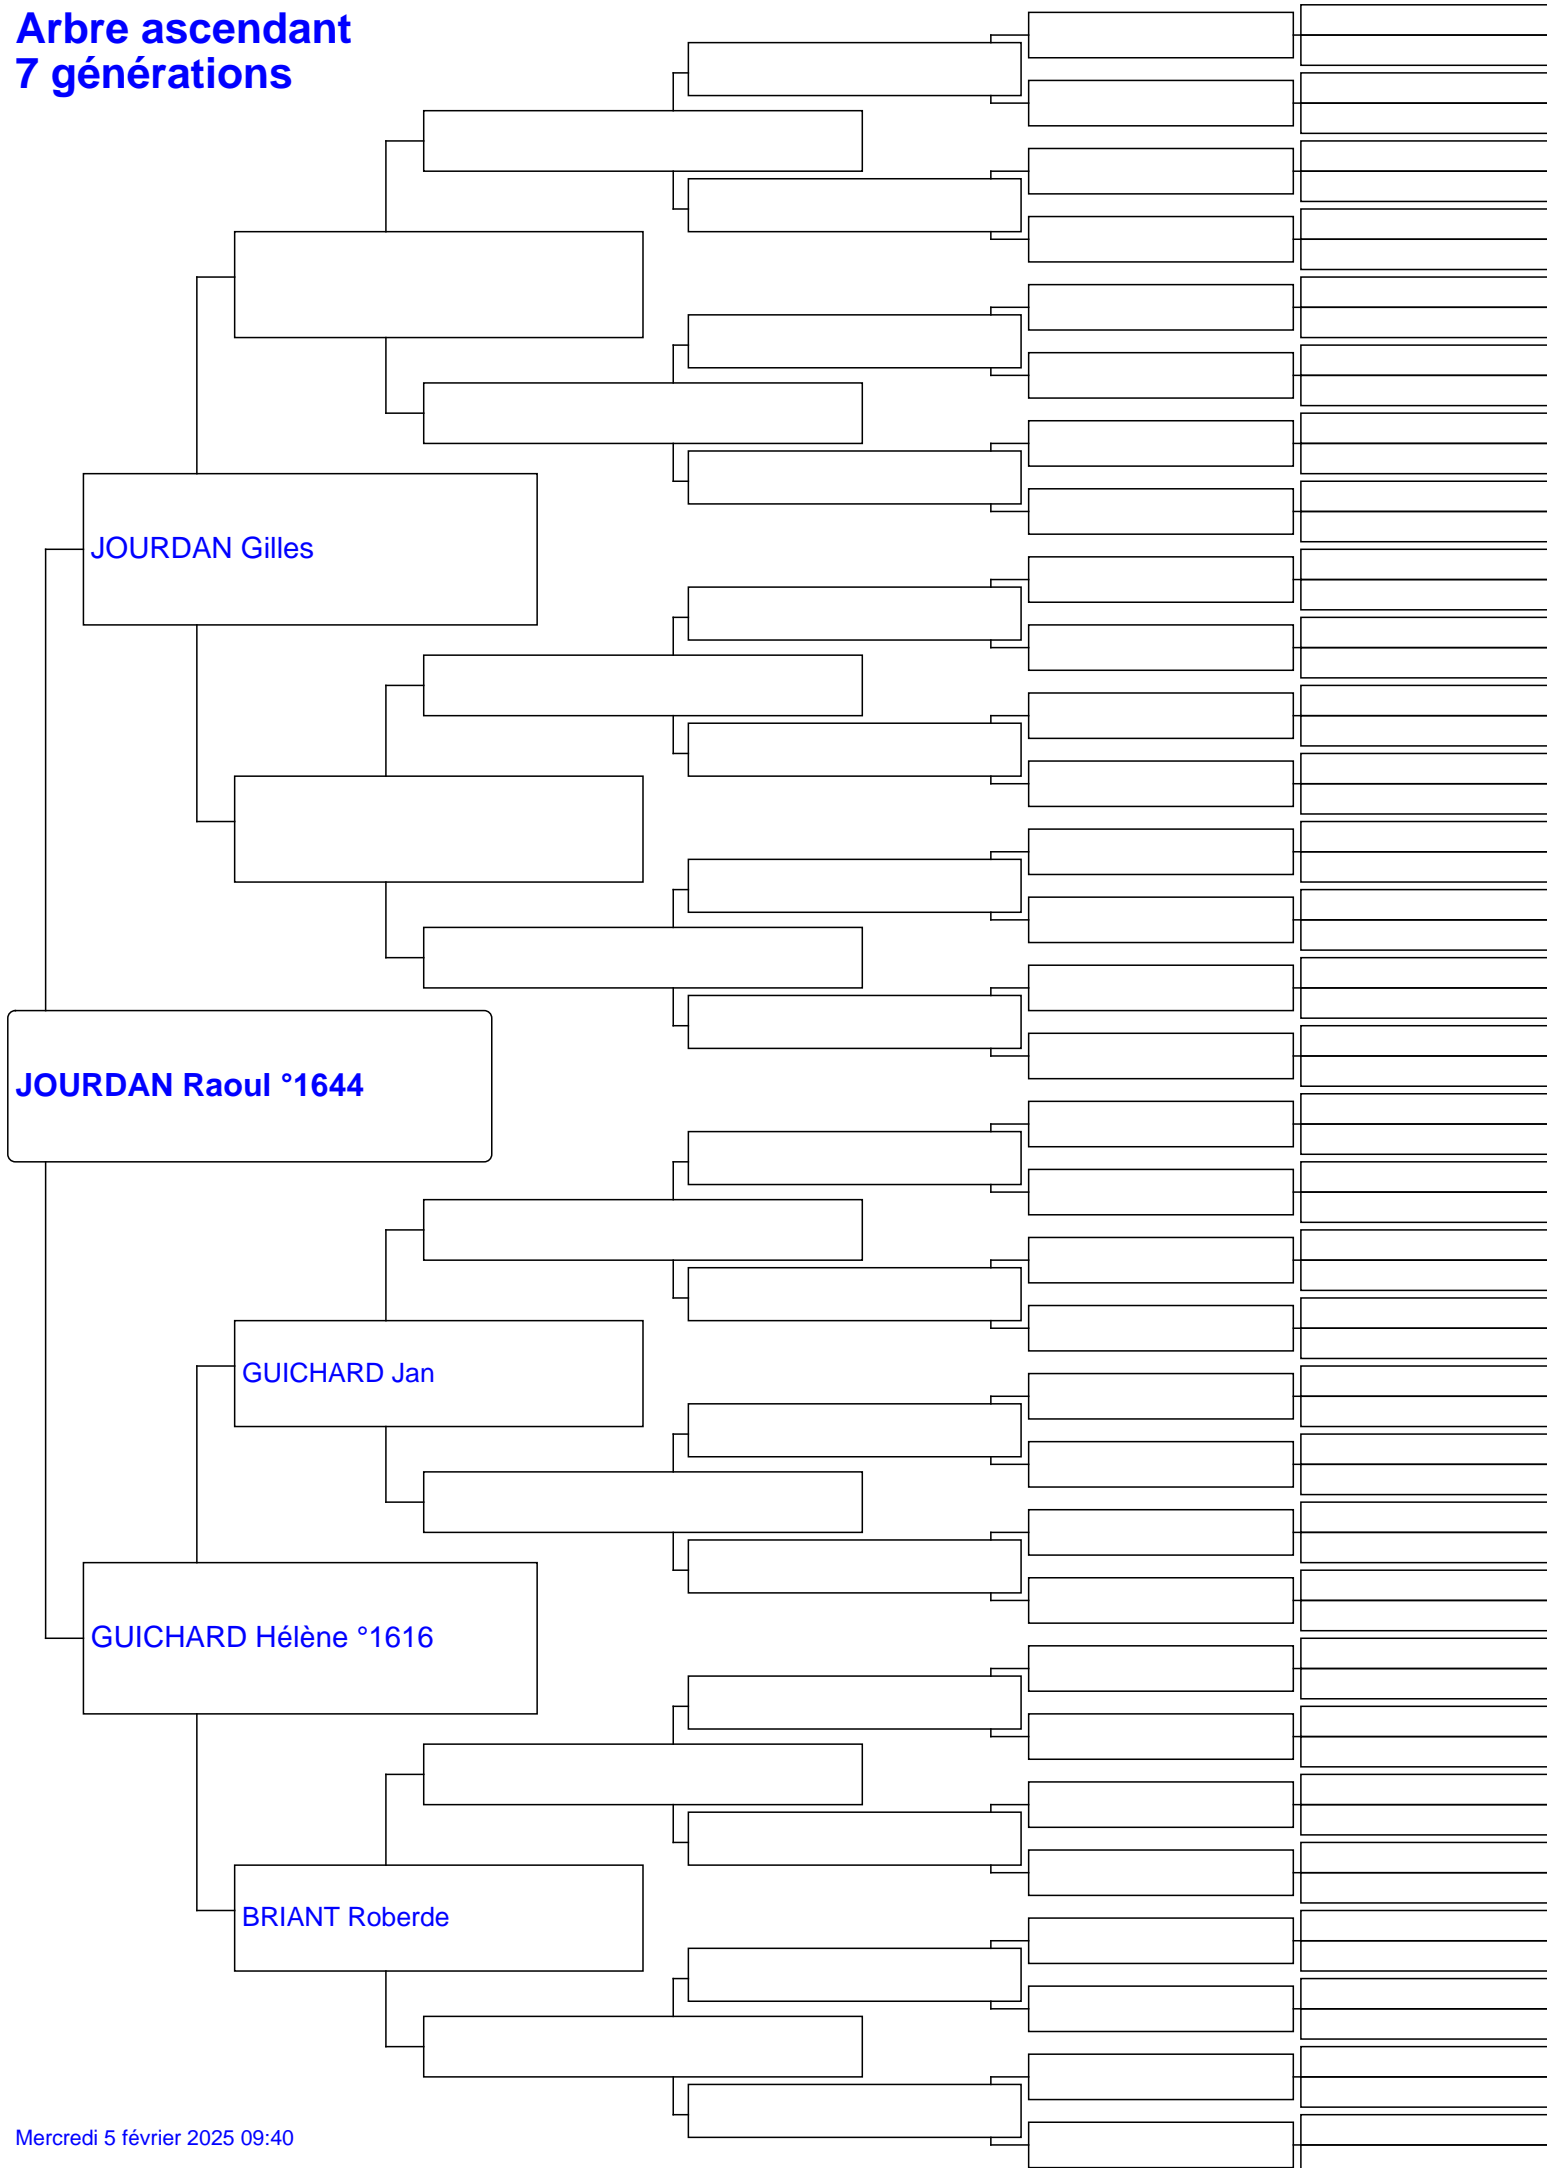 Arbre ascendant
7 générations
JOURDAN Gilles
JOURDAN Raoul °1644
GUICHARD Jan
GUICHARD Hélène °1616
BRIANT Roberde
Mercredi 5 février 2025 09:40